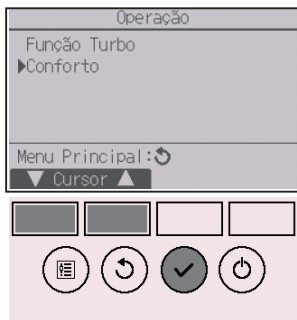 Operação
Função Turbo
▶Conforto
Menu Principal:
▼ Cursor ▲